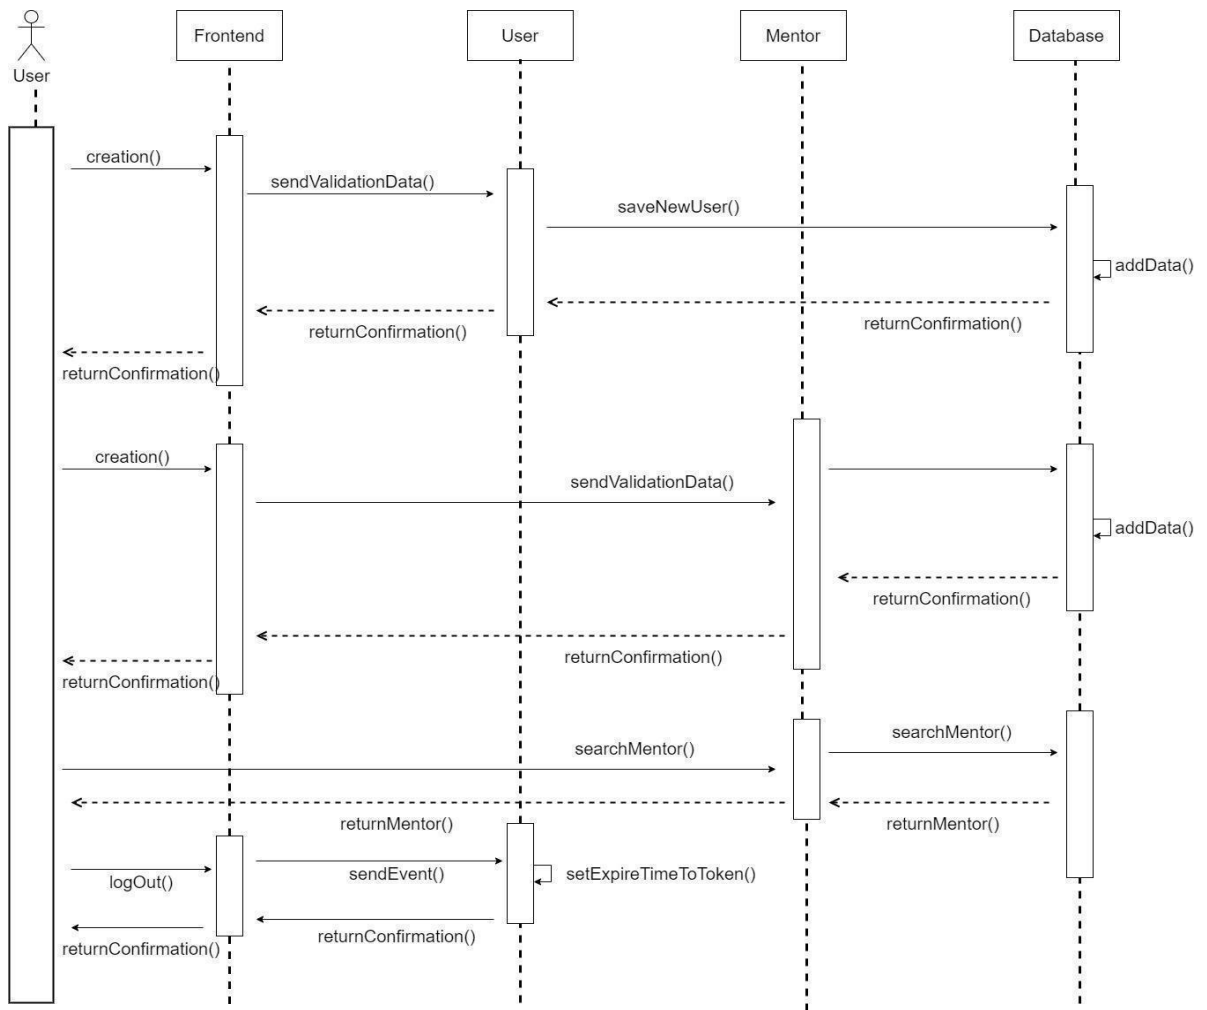 Frontend
User
Mentor
Database
User
creation()
sendValidationData()
saveNewUser()
addData()
returnConfirmation()
returnConfirmation()
returnConfirmation()
creation()
sendValidationData()
addData()
returnConfirmation()
returnConfirmation()
returnConfirmation()
searchMentor()
searchMentor()
returnMentor()
returnMentor()
logOut()
sendEvent()
setExpireTimeToToken()
returnConfirmation()
returnConfirmation()